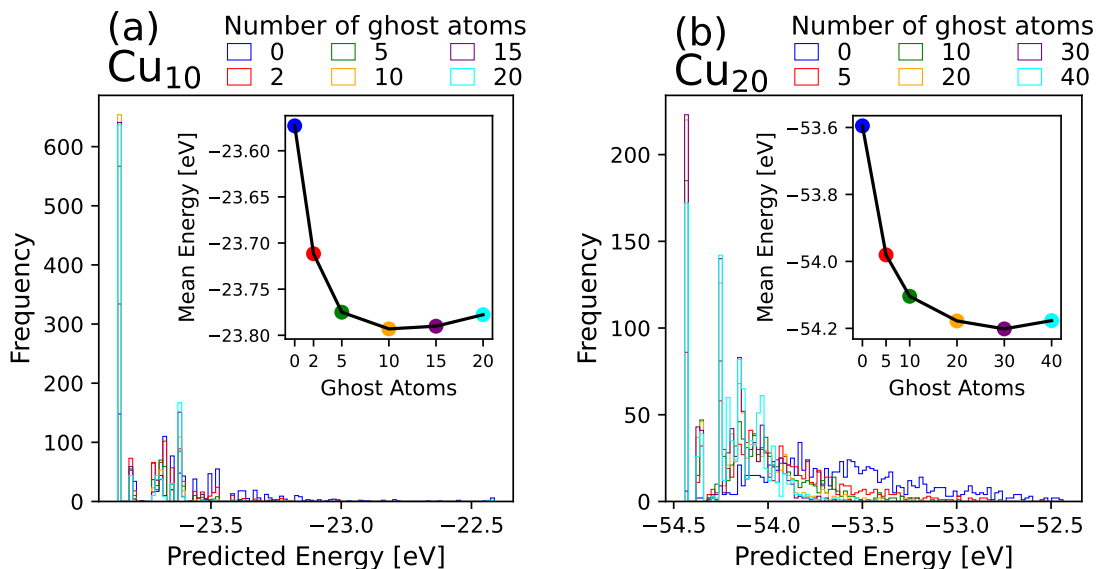 (a)
Cu10
Number of ghost atoms
0 5 15
2 10 20
Frequency
600
500
400
300
200
100
0
−23.5 −23.0 −22.5
Predicted Energy [eV]
Mean Energy [eV]
−23.60
−23.65
−23.70
−23.75
−23.80
0 2 5 10 15 20
Ghost Atoms
(b)
Cu20
Number of ghost atoms
0 10 30
5 20 40
Frequency
200
150
100
50
0
−54.5 −54.0 −53.5 −53.0 −52.5
Predicted Energy [eV]
Mean Energy [eV]
−53.6
−53.8
−54.0
−54.2
0 5 10 20 30 40
Ghost Atoms